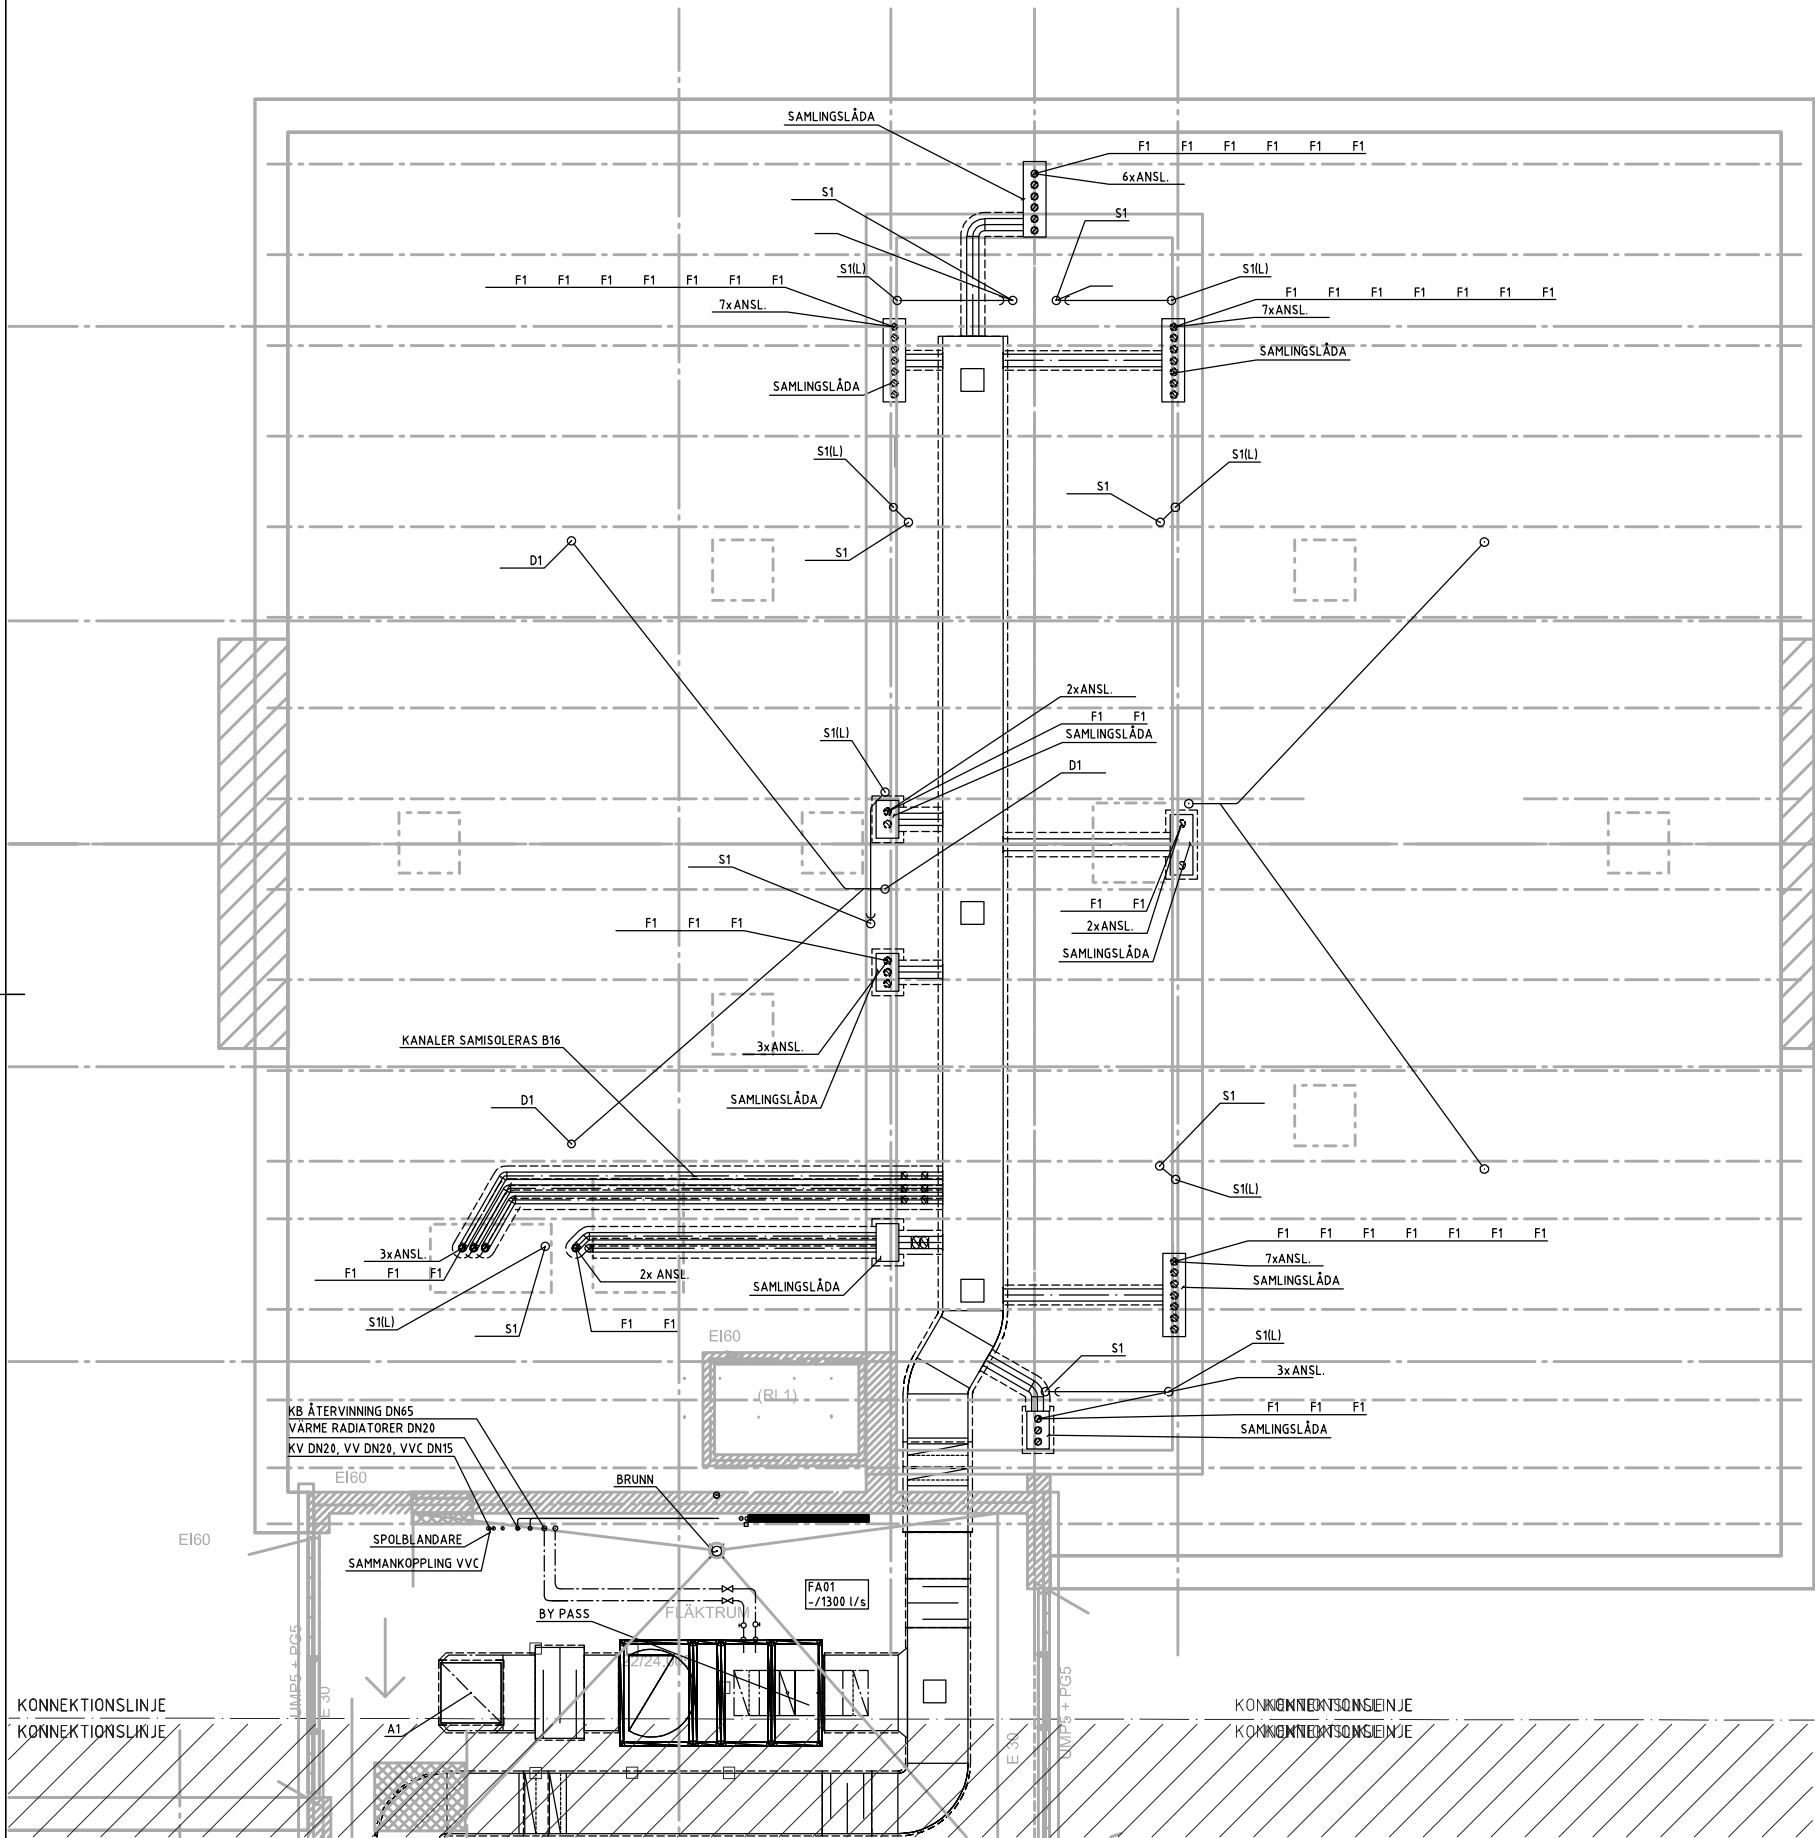 SAMLINGSLÅDA
F1 F1 F1 F1 F1 F1
6xANSL.
S1
S1
S1(L)
S1(L)
F1 F1 F1 F1 F1 F1 F1
7xANSL.
F1 F1 F1 F1 F1 F1 F1
7xANSL.
SAMLINGSLÅDA
SAMLINGSLÅDA
S1(L)
S1(L)
S1
S1
D1
2xANSL.
F1 F1
SAMLINGSLÅDA
S1(L)
D1
S1
F1 F1
2xANSL.
F1 F1 F1
SAMLINGSLÅDA
KANALER SAMISOLERAS B16
3xANSL.
SAMLINGSLÅDA
D1
S1
S1(L)
F1 F1 F1 F1 F1 F1 F1
3xANSL.
7xANSL.
F1 F1 F1
2x ANSL.
SAMLINGSLÅDA
SAMLINGSLÅDA
S1(L)
S1
F1 F1
EI60
S1(L)
S1
3xANSL.
(RL1)
KB ÅTERVINNING DN65
F1 F1 F1
VÄRME RADIATORER DN20
SAMLINGSLÅDA
KV DN20, VV DN20, VVC DN15
EI60
BRUNN
EI60
SPOLBLANDARE
SAMMANKOPPLING VVC
FA01
-/1300 l/s
BY PASS
FLÄKTRUM
UMP5 + PG5
E 30
UMP5 + PG5
E 30
KONNEKTIONSLINJE
KONNEKTIONSLINJE
A1